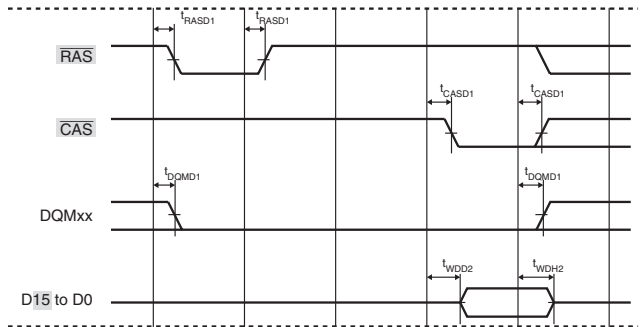 tRASD1 tRASD1
RAS
tCASD1 tCASD1
CAS
tDQMD1 tDQMD1
DQMxx
tWDD2 tWDH2
D15 to D0